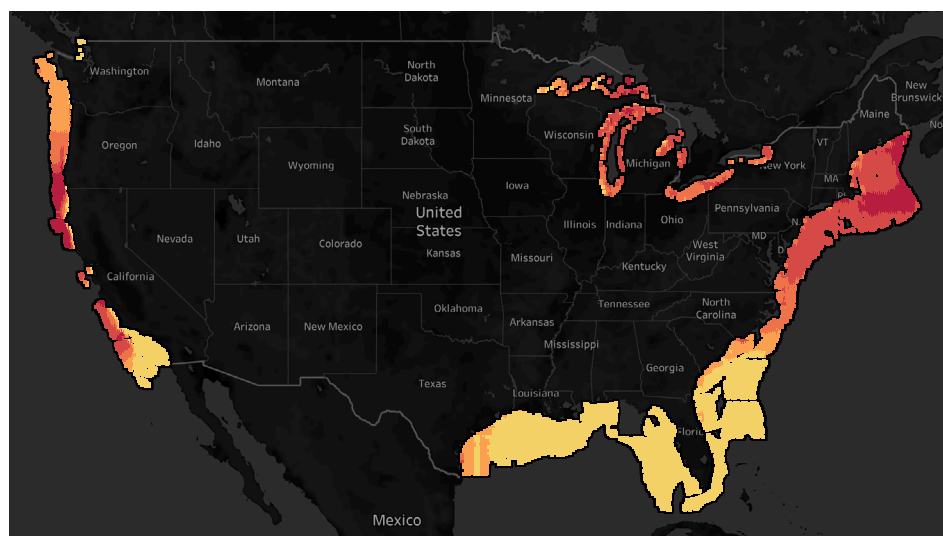 Washington
Montana
North
Dakota
Minnesota
Maine
New
Brunswick
Oregon
Idaho
South
Dakota
Wisconsin
Michigan
New York
VT
MA
Wyoming
Iowa
Nebraska
United
States
Illinois
Indiana
Ohio
Pennsylvania
Nevada
Utah
Colorado
Kansas
Missouri
West
Virginia
MD
California
Kentucky
Arizona
New Mexico
Oklahoma
Arkansas
Tennessee
North
Carolina
Mississippi
Georgia
Texas
Louisiana
Mexico